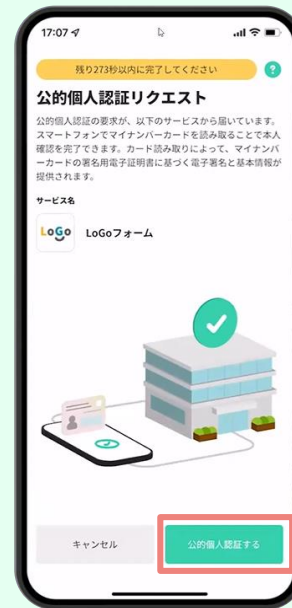 17:07
残り273秒以内に完了してください
?
公的個人認証リクエスト
公的個人認証の要求が、以下のサービスから届いています。
スマートフォンでマイナンバーカードを読み取ることで本人
確認を完了できます。カード読み取りによって、マイナンバ
ーカードの署名用電子証明書に基づく電子署名と基本情報が
提供されます。
サービス名
LoGo
LoGoフォーム
キャンセル
公的個人認証する